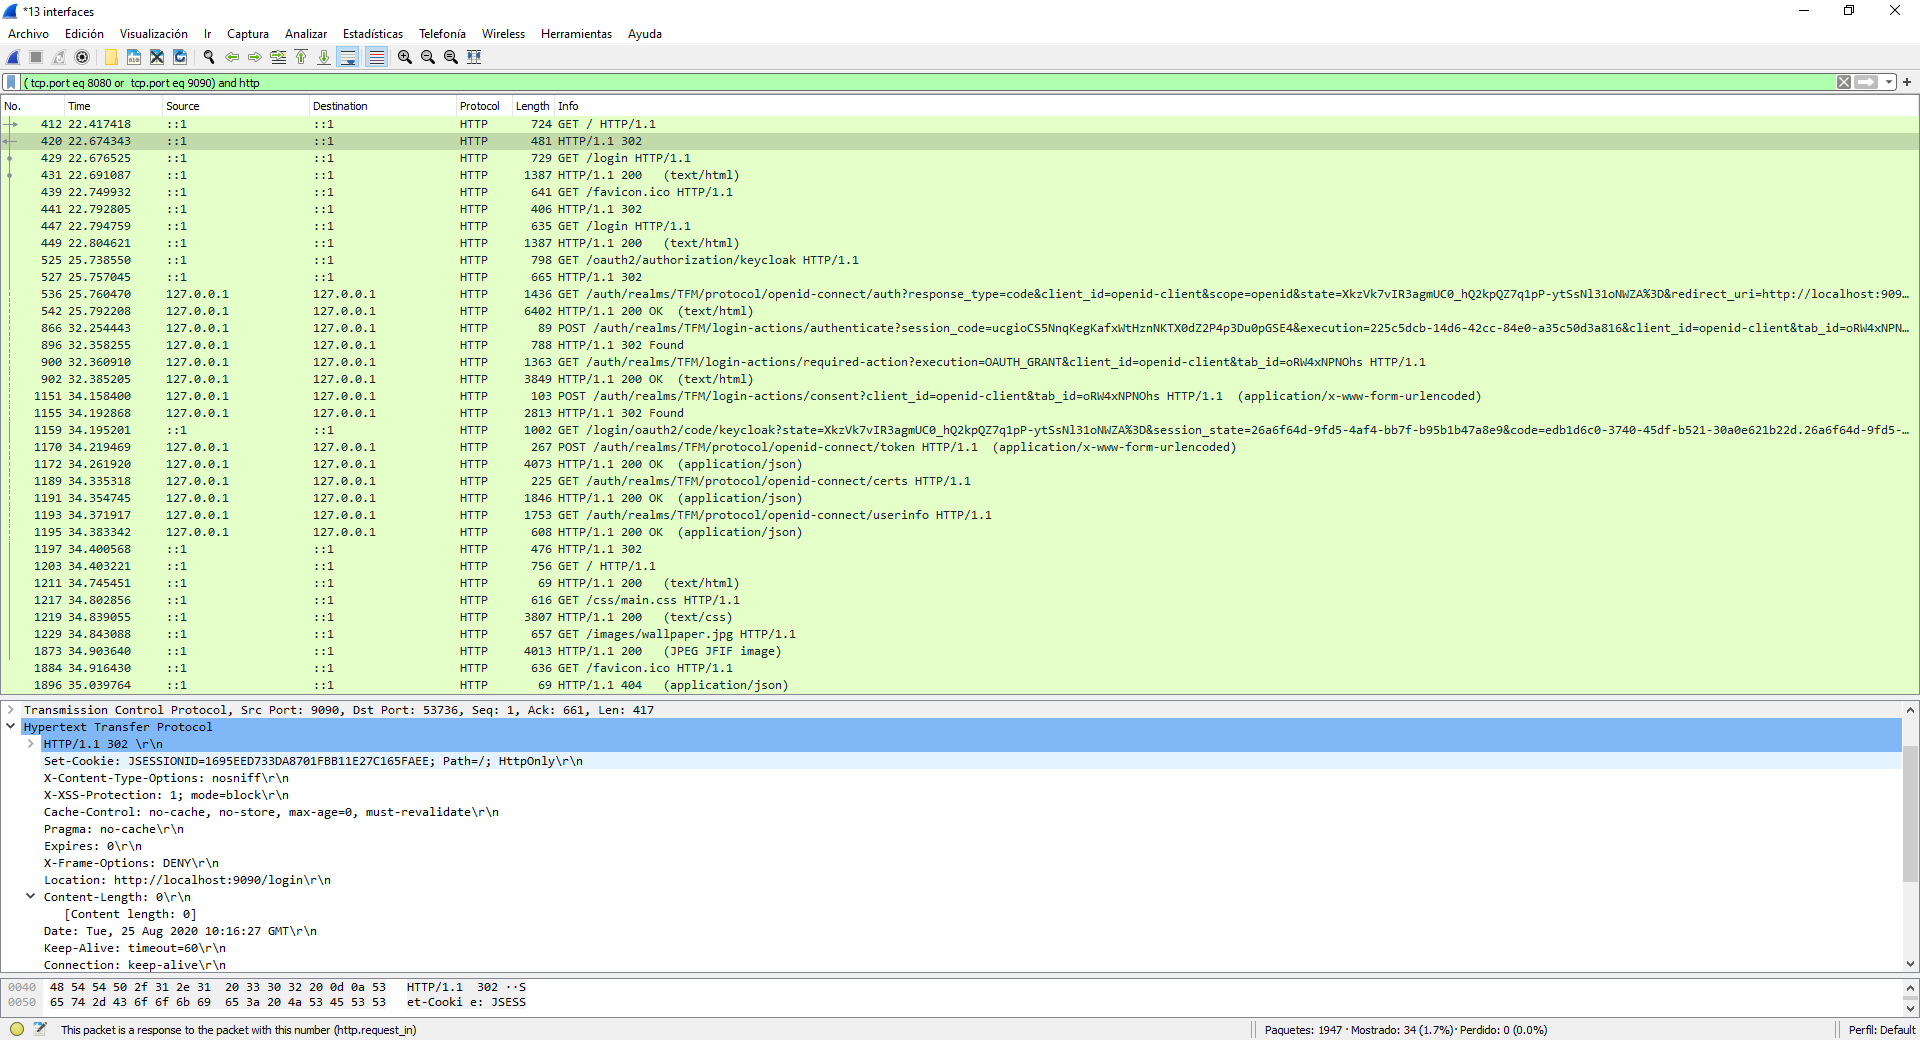 *13 interfaces
Archivo Edición Visualización Ir Captura Analizar Estadísticas Telefonía Wireless Herramientas Ayuda
( tcp.port eq 8080 or  tcp.port eq 9090) and http
No. Time Source Destination Protocol Length Info
412 22.417418 ::1 ::1 HTTP 724 GET / HTTP/1.1
420 22.674343 ::1 ::1 HTTP 481 HTTP/1.1 302
429 22.676525 ::1 ::1 HTTP 729 GET /login HTTP/1.1
431 22.691087 ::1 ::1 HTTP 1387 HTTP/1.1 200   (text/html)
439 22.749932 ::1 ::1 HTTP 641 GET /favicon.ico HTTP/1.1
441 22.792805 ::1 ::1 HTTP 406 HTTP/1.1 302
447 22.794759 ::1 ::1 HTTP 635 GET /login HTTP/1.1
449 22.804621 ::1 ::1 HTTP 1387 HTTP/1.1 200   (text/html)
525 25.738550 ::1 ::1 HTTP 798 GET /oauth2/authorization/keycloak HTTP/1.1
527 25.757045 ::1 ::1 HTTP 665 HTTP/1.1 302
536 25.760470 127.0.0.1 127.0.0.1 HTTP 1436 GET /auth/realms/TFM/protocol/openid-connect/auth?response_type=code&client_id=openid-client&scope=openid&state=XkzVk7vIR3agmUC0_hQ2kpQZ7q1pP-ytSsNl31oNWZA%3D&redirect_uri=http://localhost:909…
542 25.792208 127.0.0.1 127.0.0.1 HTTP 6402 HTTP/1.1 200 OK  (text/html)
866 32.254443 127.0.0.1 127.0.0.1 HTTP 89 POST /auth/realms/TFM/login-actions/authenticate?session_code=ucgioCS5NnqKegKafxWtHznNKTX0dZ2P4p3Du0pGSE4&execution=225c5dcb-14d6-42cc-84e0-a35c50d3a816&client_id=openid-client&tab_id=oRW4xNPN…
896 32.358255 127.0.0.1 127.0.0.1 HTTP 788 HTTP/1.1 302 Found
900 32.360910 127.0.0.1 127.0.0.1 HTTP 1363 GET /auth/realms/TFM/login-actions/required-action?execution=OAUTH_GRANT&client_id=openid-client&tab_id=oRW4xNPNOhs HTTP/1.1
902 32.385205 127.0.0.1 127.0.0.1 HTTP 3849 HTTP/1.1 200 OK  (text/html)
1151 34.158400 127.0.0.1 127.0.0.1 HTTP 103 POST /auth/realms/TFM/login-actions/consent?client_id=openid-client&tab_id=oRW4xNPNOhs HTTP/1.1  (application/x-www-form-urlencoded)
1155 34.192868 127.0.0.1 127.0.0.1 HTTP 2813 HTTP/1.1 302 Found
1159 34.195201 ::1 ::1 HTTP 1002 GET /login/oauth2/code/keycloak?state=XkzVk7vIR3agmUC0_hQ2kpQZ7q1pP-ytSsNl31oNWZA%3D&session_state=26a6f64d-9fd5-4af4-bb7f-b95b1b47a8e9&code=edb1d6c0-3740-45df-b521-30a0e621b22d.26a6f64d-9fd5-…
1170 34.219469 127.0.0.1 127.0.0.1 HTTP 267 POST /auth/realms/TFM/protocol/openid-connect/token HTTP/1.1  (application/x-www-form-urlencoded)
1172 34.261920 127.0.0.1 127.0.0.1 HTTP 4073 HTTP/1.1 200 OK  (application/json)
1189 34.335318 127.0.0.1 127.0.0.1 HTTP 225 GET /auth/realms/TFM/protocol/openid-connect/certs HTTP/1.1
1191 34.354745 127.0.0.1 127.0.0.1 HTTP 1846 HTTP/1.1 200 OK  (application/json)
1193 34.371917 127.0.0.1 127.0.0.1 HTTP 1753 GET /auth/realms/TFM/protocol/openid-connect/userinfo HTTP/1.1
1195 34.383342 127.0.0.1 127.0.0.1 HTTP 608 HTTP/1.1 200 OK  (application/json)
1197 34.400568 ::1 ::1 HTTP 476 HTTP/1.1 302
1203 34.403221 ::1 ::1 HTTP 756 GET / HTTP/1.1
1211 34.745451 ::1 ::1 HTTP 69 HTTP/1.1 200   (text/html)
1217 34.802856 ::1 ::1 HTTP 616 GET /css/main.css HTTP/1.1
1219 34.839055 ::1 ::1 HTTP 3807 HTTP/1.1 200   (text/css)
1229 34.843088 ::1 ::1 HTTP 657 GET /images/wallpaper.jpg HTTP/1.1
1873 34.903640 ::1 ::1 HTTP 4013 HTTP/1.1 200   (JPEG JFIF image)
1884 34.916430 ::1 ::1 HTTP 636 GET /favicon.ico HTTP/1.1
1896 35.039764 ::1 ::1 HTTP 69 HTTP/1.1 404   (application/json)
Transmission Control Protocol, Src Port: 9090, Dst Port: 53736, Seq: 1, Ack: 661, Len: 417
Hypertext Transfer Protocol
HTTP/1.1 302 \r\n
Set-Cookie: JSESSIONID=1695EED733DA8701FBB11E27C165FAEE; Path=/; HttpOnly\r\n
X-Content-Type-Options: nosniff\r\n
X-XSS-Protection: 1; mode=block\r\n
Cache-Control: no-cache, no-store, max-age=0, must-revalidate\r\n
Pragma: no-cache\r\n
Expires: 0\r\n
X-Frame-Options: DENY\r\n
Location: http://localhost:9090/login\r\n
Content-Length: 0\r\n
[Content length: 0]
Date: Tue, 25 Aug 2020 10:16:27 GMT\r\n
Keep-Alive: timeout=60\r\n
Connection: keep-alive\r\n
0040 48 54 54 50 2f 31 2e 31  20 33 30 32 20 0d 0a 53 HTTP/1.1  302 ··S
0050 65 74 2d 43 6f 6f 6b 69  65 3a 20 4a 53 45 53 53 et-Cooki e: JSESS
This packet is a response to the packet with this number (http.request_in) Paquetes: 1947 · Mostrado: 34 (1.7%) · Perdido: 0 (0.0%) Perfil: Default